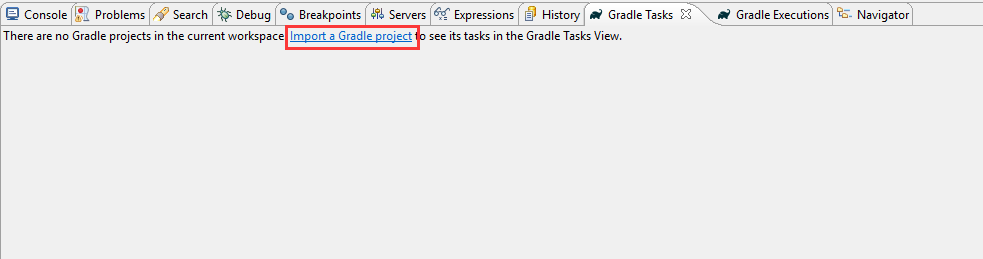 Console Problems Search Debug Breakpoints Servers Expressions History Gradle Tasks Gradle Executions Navigator
There are no Gradle projects in the current workspace. Import a Gradle project to see its tasks in the Gradle Tasks View.